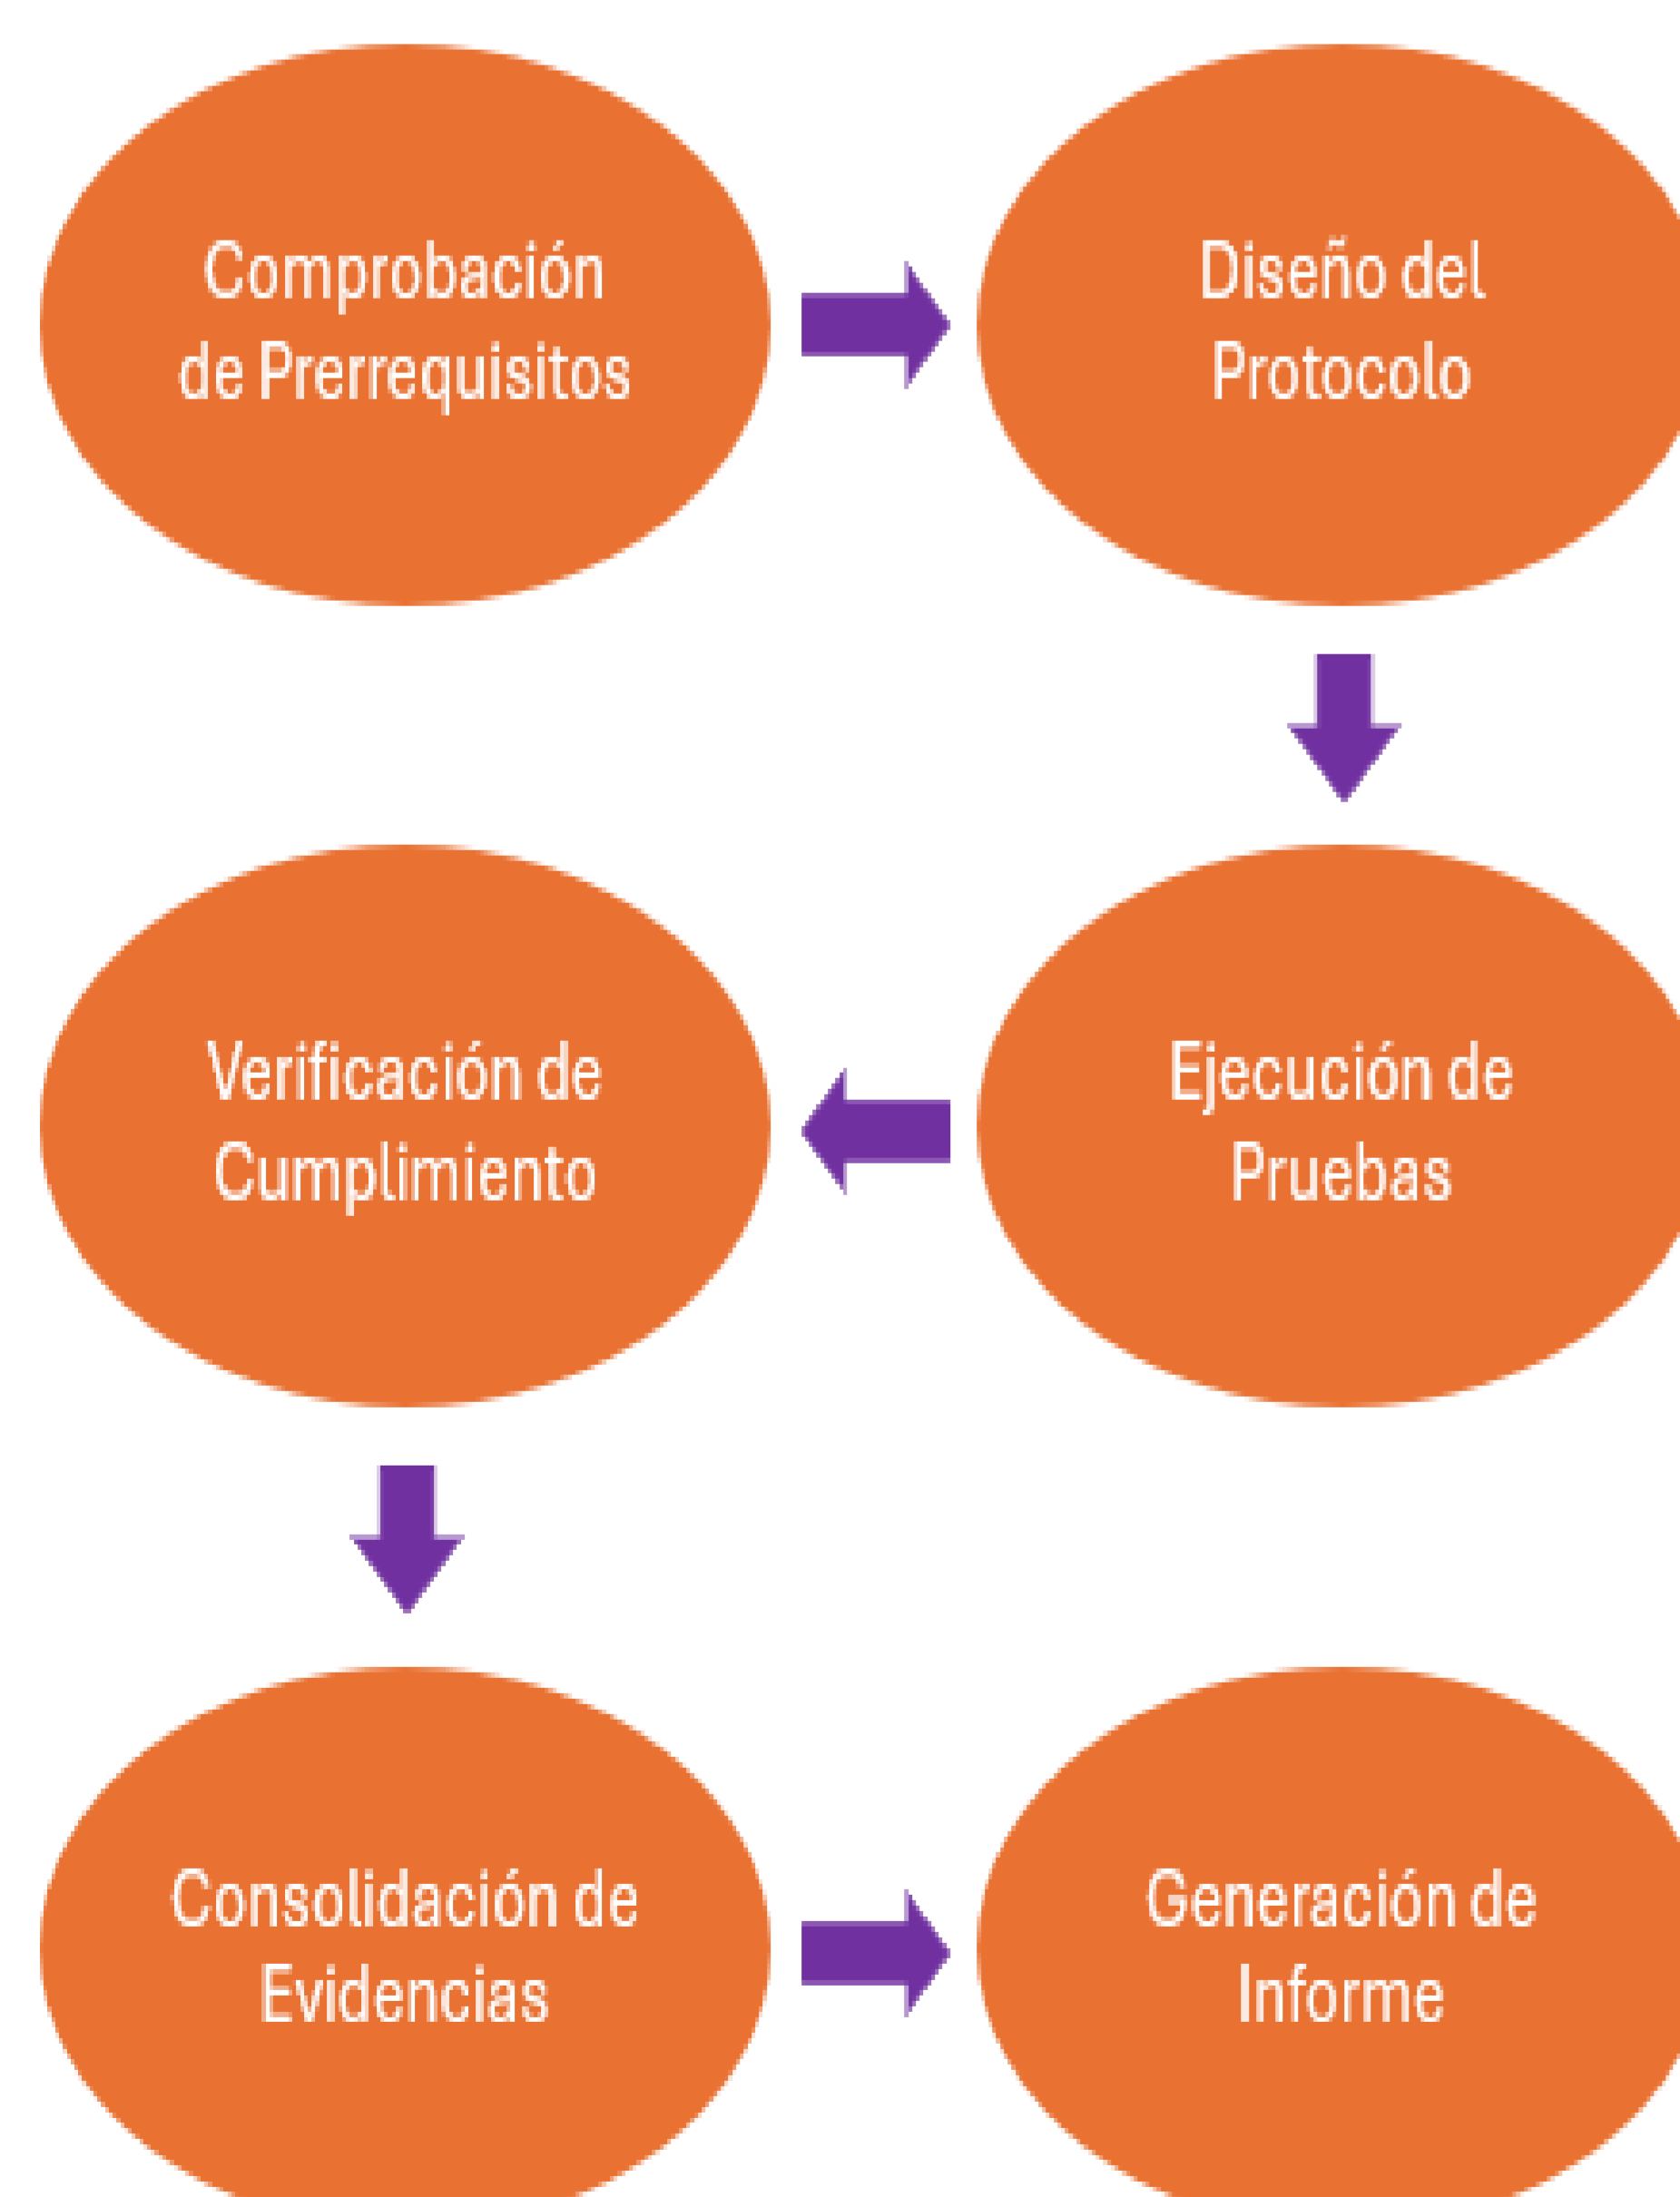 Comprobación
de Prerrequisitos
Diseño del
Protocolo
Ejecución de
Pruebas
Verificación de
Cumplimiento
Consolidación de
Evidencias
Generación de
Informe